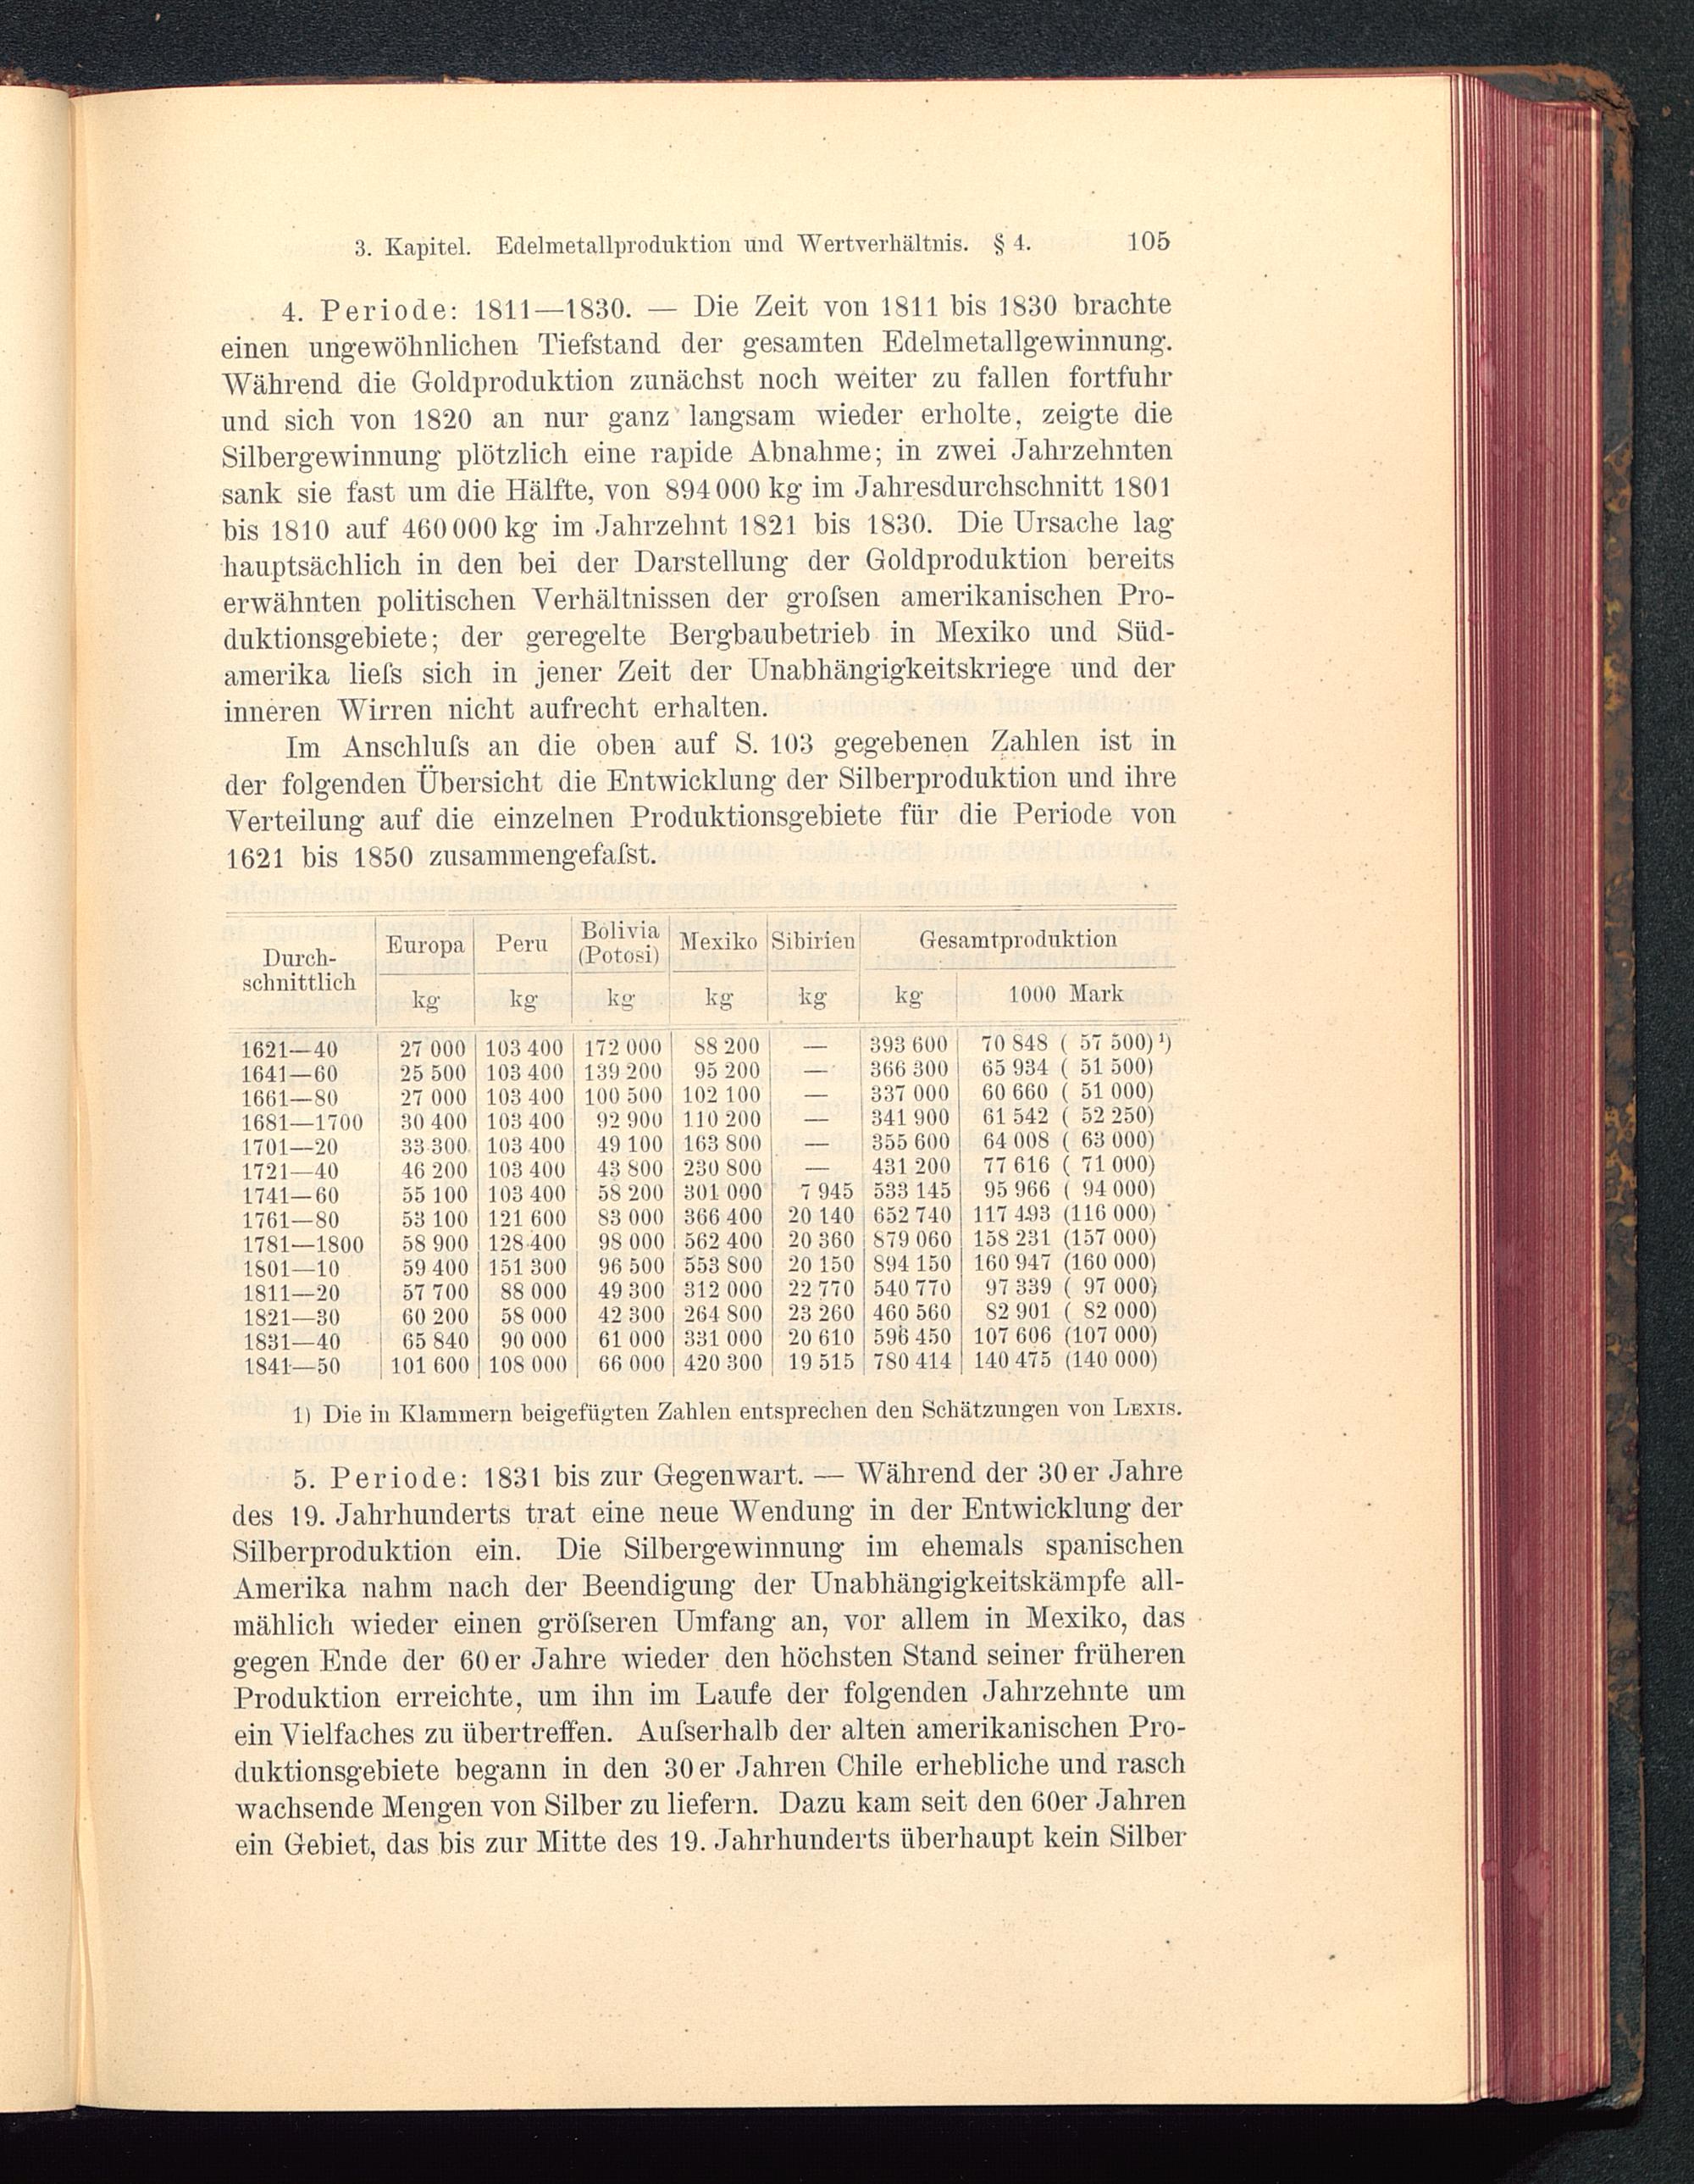 3. Kapitel. Edelmetallproduktion und Wertverhältnis. § 4. 105
4. Periode: 1811—1830. — Die Zeit von 1811 bis 1830 brachte
einen ungewöhnlichen Tiefstand der gesamten Edelmetallgewinnung.
Während die Goldproduktion zunächst noch weiter zu fallen fortfuhr
und sich von 1820 an nur ganz langsam wieder erholte, zeigte die
Silbergewinnung plötzlich eine rapide Abnahme; in zwei Jahrzehnten
sank sie fast um die Hälfte, von 894 000 kg im Jahresdurchschnitt 1801
bis 1810 auf 460 000 kg im Jahrzehnt 1821 bis 1830. Die Ursache lag
hauptsächlich in den bei der Darstellung der Goldproduktion bereits
erwähnten politischen Verhältnissen der groſsen amerikanischen Pro-
duktionsgebiete; der geregelte Bergbaubetrieb in Mexiko und Süd-
amerika lieſs sich in jener Zeit der Unabhängigkeitskriege und der
inneren Wirren nicht aufrecht erhalten.
Im Anschluſs an die oben auf S. 103 gegebenen Zahlen ist in
der folgenden Übersicht die Entwicklung der Silberproduktion und ihre
Verteilung auf die einzelnen Produktionsgebiete für die Periode von
1621 bis 1850 zusammengefaſst.
Durch-
schnittlich
Europa Peru Bolivia (Potosi) Mexiko Sibirien Gesamtproduktion
kg kg kg kg kg kg 1000 Mark
1621—40 27 000 103 400 172 000 88 200 — 393 600 70 848 ( 57 500) ¹)
1641—60 25 500 103 400 139 200 95 200 — 366 300 65 934 ( 51 500)
1661—80 27 000 103 400 100 500 102 100 — 337 000 60 660 ( 51 000)
1681—1700 30 400 103 400 92 900 110 200 — 341 900 61 542 ( 52 250)
1701—20 33 300 103 400 49 100 163 800 — 355 600 64 008 ( 63 000)
1721—40 46 200 103 400 43 800 230 800 — 431 200 77 616 ( 71 000)
1741—60 55 100 103 400 58 200 301 000 7 945 533 145 95 966 ( 94 000)
1761—80 53 100 121 600 83 000 366 400 20 140 652 740 117 493 (116 000)
1781—1800 58 900 128 400 98 000 562 400 20 360 879 060 158 231 (157 000)
1801—10 59 400 151 300 96 500 553 800 20 150 894 150 160 947 (160 000)
1811—20 57 700 88 000 49 300 312 000 22 770 540 770 97 339 ( 97 000)
1821—30 60 200 58 000 42 300 264 800 23 260 460 560 82 901 ( 82 000)
1831—40 65 840 90 000 61 000 331 000 20 610 596 450 107 606 (107 000)
1841—50 101 600 108 000 66 000 420 300 19 515 780 414 140 475 (140 000)
1) Die in Klammern beigefügten Zahlen entsprechen den Schätzungen von LEXIS.
5. Periode: 1831 bis zur Gegenwart. — Während der 30 er Jahre
des 19. Jahrhunderts trat eine neue Wendung in der Entwicklung der
Silberproduktion ein. Die Silbergewinnung im ehemals spanischen
Amerika nahm nach der Beendigung der Unabhängigkeitskämpfe all-
mählich wieder einen gröſseren Umfang an, vor allem in Mexiko, das
gegen Ende der 60 er Jahre wieder den höchsten Stand seiner früheren
Produktion erreichte, um ihn im Laufe der folgenden Jahrzehnte um
ein Vielfaches zu übertreffen. Auſserhalb der alten amerikanischen Pro-
duktionsgebiete begann in den 30 er Jahren Chile erhebliche und rasch
wachsende Mengen von Silber zu liefern. Dazu kam seit den 60er Jahren
ein Gebiet, das bis zur Mitte des 19. Jahrhunderts überhaupt kein Silber